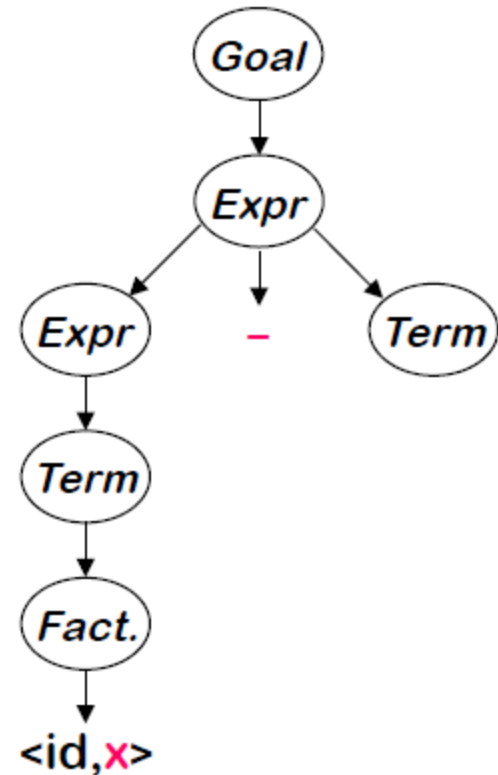 Goal
Expr
Expr – Term
Term
Fact.
<id,x>